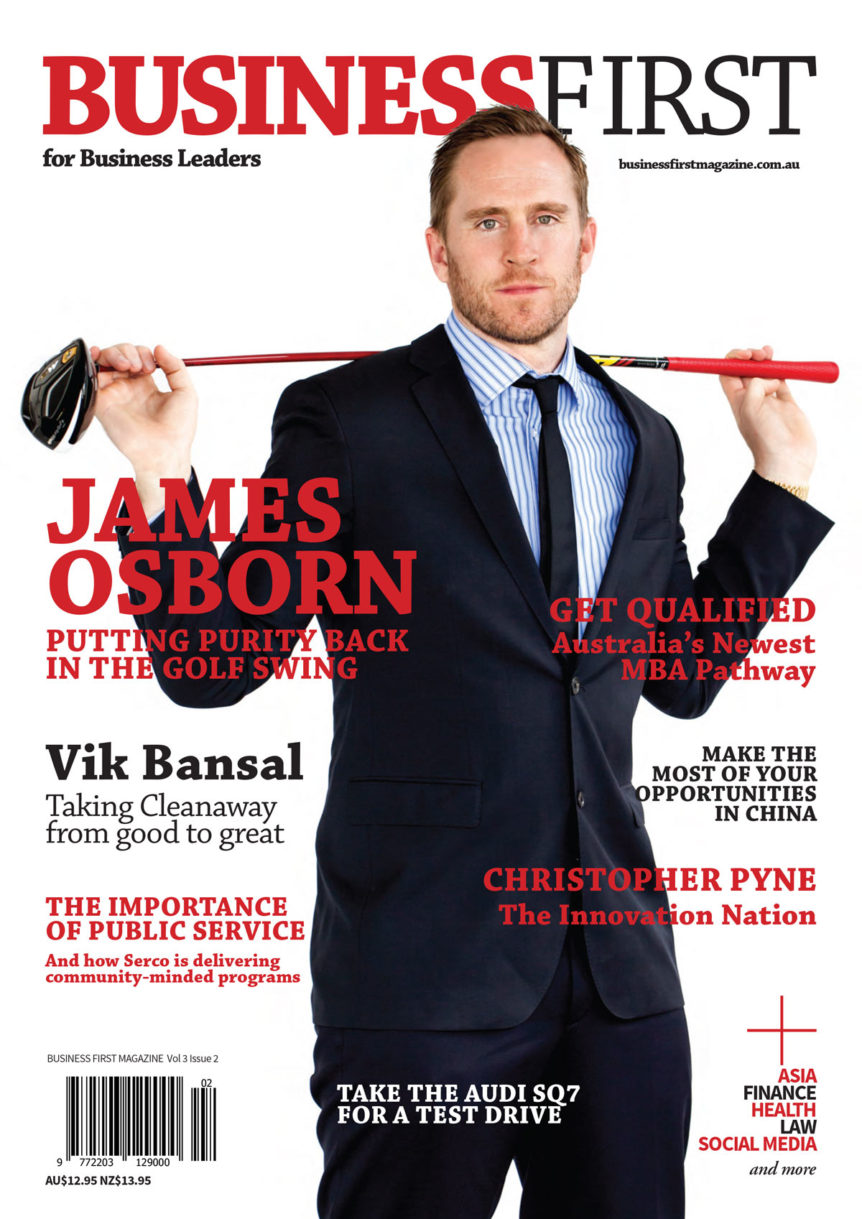 BUSINESSFIRST
for Business Leaders
businessfirstmagazine.com.au
JAMES
OSBORN
PUTTING PURITY BACK
IN THE GOLF SWING
GET QUALIFIED
Australia's Newest
MBA Pathway
Vik Bansal
Taking Cleanaway
from good to great
MAKE THE
MOST OF YOUR
OPPORTUNITIES
IN CHINA
CHRISTOPHER PYNE
The Innovation Nation
THE IMPORTANCE
OF PUBLIC SERVICE
And how Serco is delivering
community-minded programs
BUSINESS FIRST MAGAZINE Vol 3 Issue 2
02
9 772203 129000
AU$12.95 NZ$13.95
TAKE THE AUDI SQ7
FOR A TEST DRIVE
ASIA
FINANCE
HEALTH
LAW
SOCIAL MEDIA
and more